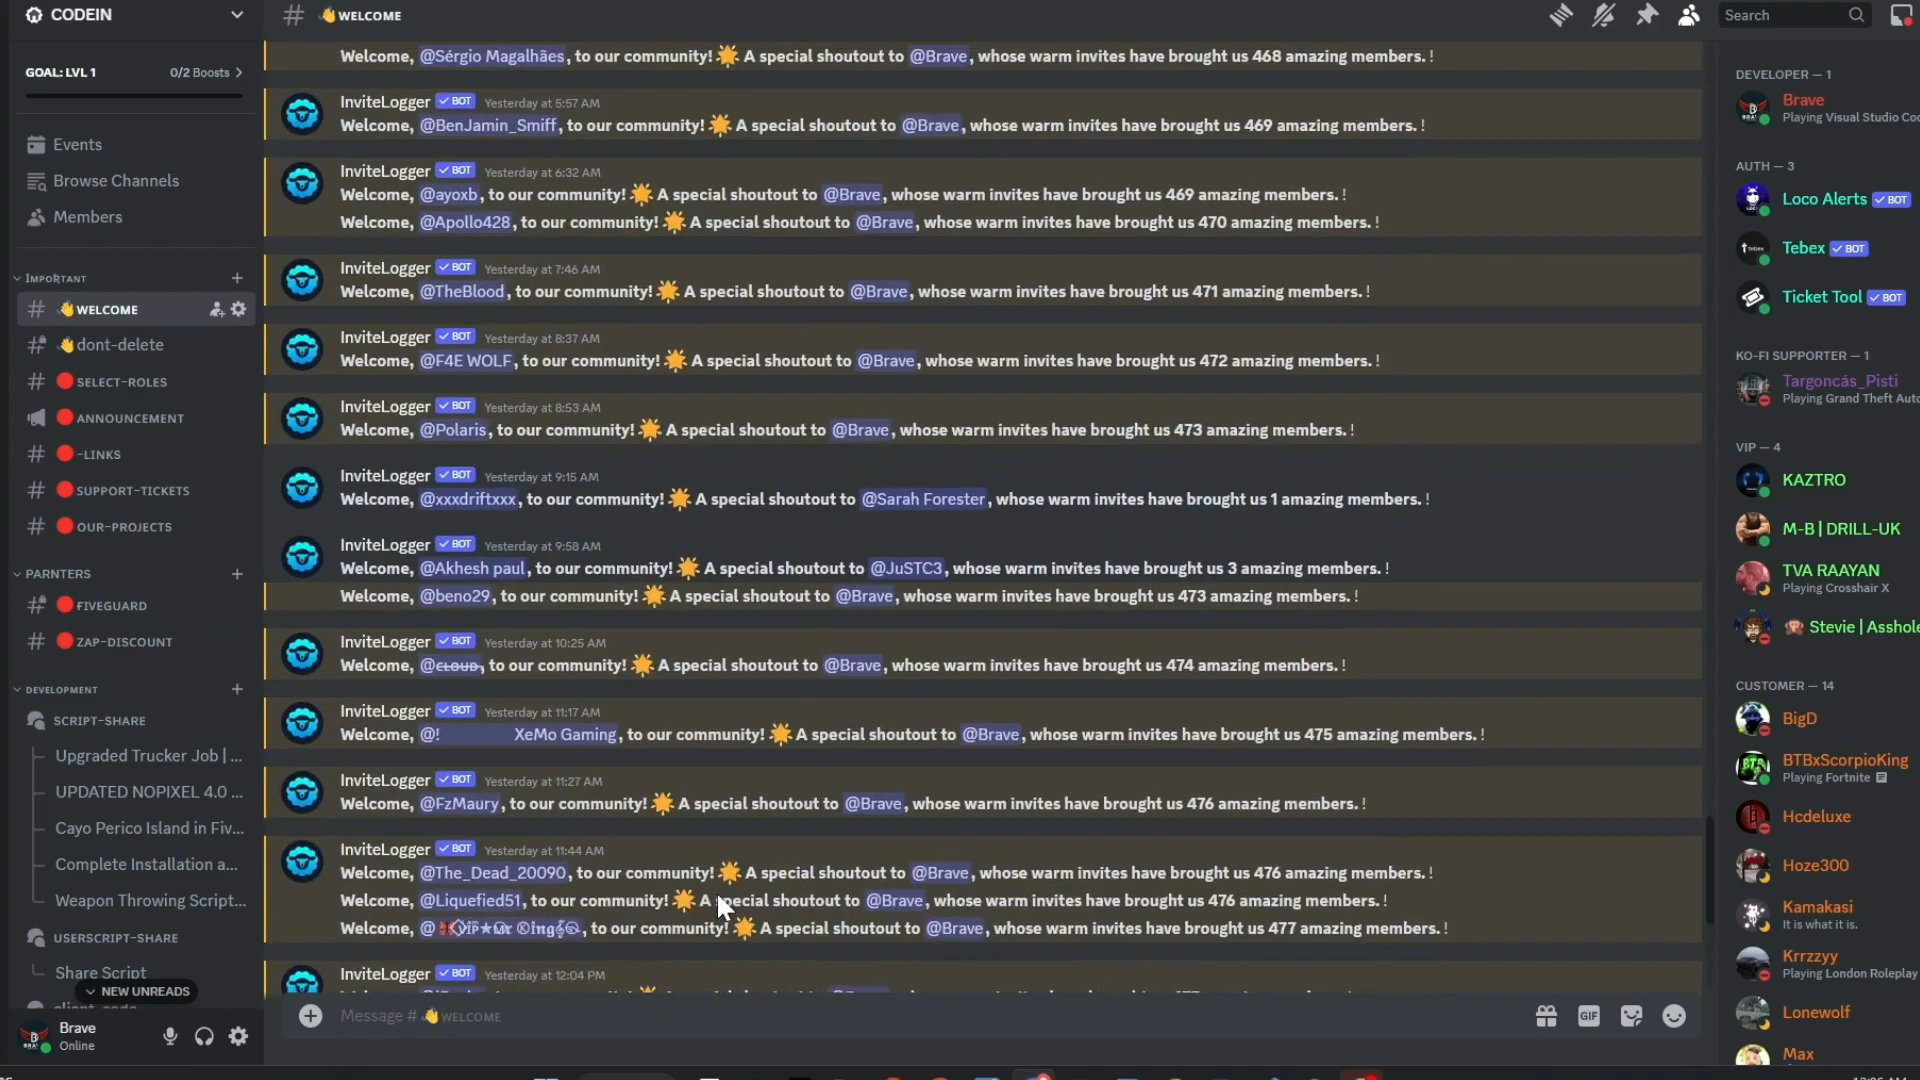 CODEIN
GOAL: LVL 1
0/2 Boosts
Events
Browse Channels
Members
IMPORTANT
WELCOME
dont-delete
SELECT-ROLES
ANNOUNCEMENT
-LINKS
SUPPORT-TICKETS
OUR-PROJECTS
PARNTERS
FIVEGUARD
ZAP-DISCOUNT
DEVELOPMENT
SCRIPT-SHARE
Upgraded Trucker Job | ...
UPDATED NOPIXEL 4.0 ...
Cayo Perico Island in Fiv...
Complete Installation a...
Weapon Throwing Script...
USERSCRIPT-SHARE
Share Script
NEW UNREADS
Brave
Online
# 👋 WELCOME
Search
Welcome, @Sérgio Magalhães, to our community! 🌟 A special shoutout to @Brave, whose warm invites have brought us 468 amazing members. !
InviteLogger ✓ BOT Yesterday at 5:57 AM
Welcome, @BenJamin_Smiff, to our community! 🌟 A special shoutout to @Brave, whose warm invites have brought us 469 amazing members. !
InviteLogger ✓ BOT Yesterday at 6:32 AM
Welcome, @ayoxb, to our community! 🌟 A special shoutout to @Brave, whose warm invites have brought us 469 amazing members. !
Welcome, @Apollo428, to our community! 🌟 A special shoutout to @Brave, whose warm invites have brought us 470 amazing members. !
InviteLogger ✓ BOT Yesterday at 7:46 AM
Welcome, @TheBlood, to our community! 🌟 A special shoutout to @Brave, whose warm invites have brought us 471 amazing members. !
InviteLogger ✓ BOT Yesterday at 8:37 AM
Welcome, @F4E WOLF, to our community! 🌟 A special shoutout to @Brave, whose warm invites have brought us 472 amazing members. !
InviteLogger ✓ BOT Yesterday at 8:53 AM
Welcome, @Polaris, to our community! 🌟 A special shoutout to @Brave, whose warm invites have brought us 473 amazing members. !
InviteLogger ✓ BOT Yesterday at 9:15 AM
Welcome, @xxxdriftxxx, to our community! 🌟 A special shoutout to @Sarah Forester, whose warm invites have brought us 1 amazing members. !
InviteLogger ✓ BOT Yesterday at 9:58 AM
Welcome, @Akhesh paul, to our community! 🌟 A special shoutout to @JuSTC3, whose warm invites have brought us 3 amazing members. !
Welcome, @beno29, to our community! 🌟 A special shoutout to @Brave, whose warm invites have brought us 473 amazing members. !
InviteLogger ✓ BOT Yesterday at 10:25 AM
Welcome, @CLOUD, to our community! 🌟 A special shoutout to @Brave, whose warm invites have brought us 474 amazing members. !
InviteLogger ✓ BOT Yesterday at 11:17 AM
Welcome, @! XeMo Gaming, to our community! 🌟 A special shoutout to @Brave, whose warm invites have brought us 475 amazing members. !
InviteLogger ✓ BOT Yesterday at 11:27 AM
Welcome, @FzMaury, to our community! 🌟 A special shoutout to @Brave, whose warm invites have brought us 476 amazing members. !
InviteLogger ✓ BOT Yesterday at 11:44 AM
Welcome, @The_Dead_20090, to our community! 🌟 A special shoutout to @Brave, whose warm invites have brought us 476 amazing members. !
Welcome, @Liquefied51, to our community! 🌟 A special shoutout to @Brave, whose warm invites have brought us 476 amazing members. !
Welcome, @, to our community! 🌟 A special shoutout to @Brave, whose warm invites have brought us 477 amazing members. !
InviteLogger ✓ BOT Yesterday at 12:04 PM
Message # 👋 WELCOME
GIF
DEVELOPER — 1
Brave
Playing Visual Studio Co
AUTH — 3
Loco Alerts ✓ BOT
tebex
Tebex ✓ BOT
Ticket Tool ✓ BOT
KO-FI SUPPORTER — 1
Targoncás_Pisti
Playing Grand Theft Auto
VIP — 4
KAZTRO
M-B | DRILL-UK
TVA RAAYAN
Playing Crosshair X
Stevie | Asshole
CUSTOMER — 14
BigD
BTBxScorpioKing
Playing Fortnite
Hcdeluxe
Hoze300
Kamakasi
It is what it is.
Krrzzyy
Playing London Roleplay
Lonewolf
Max